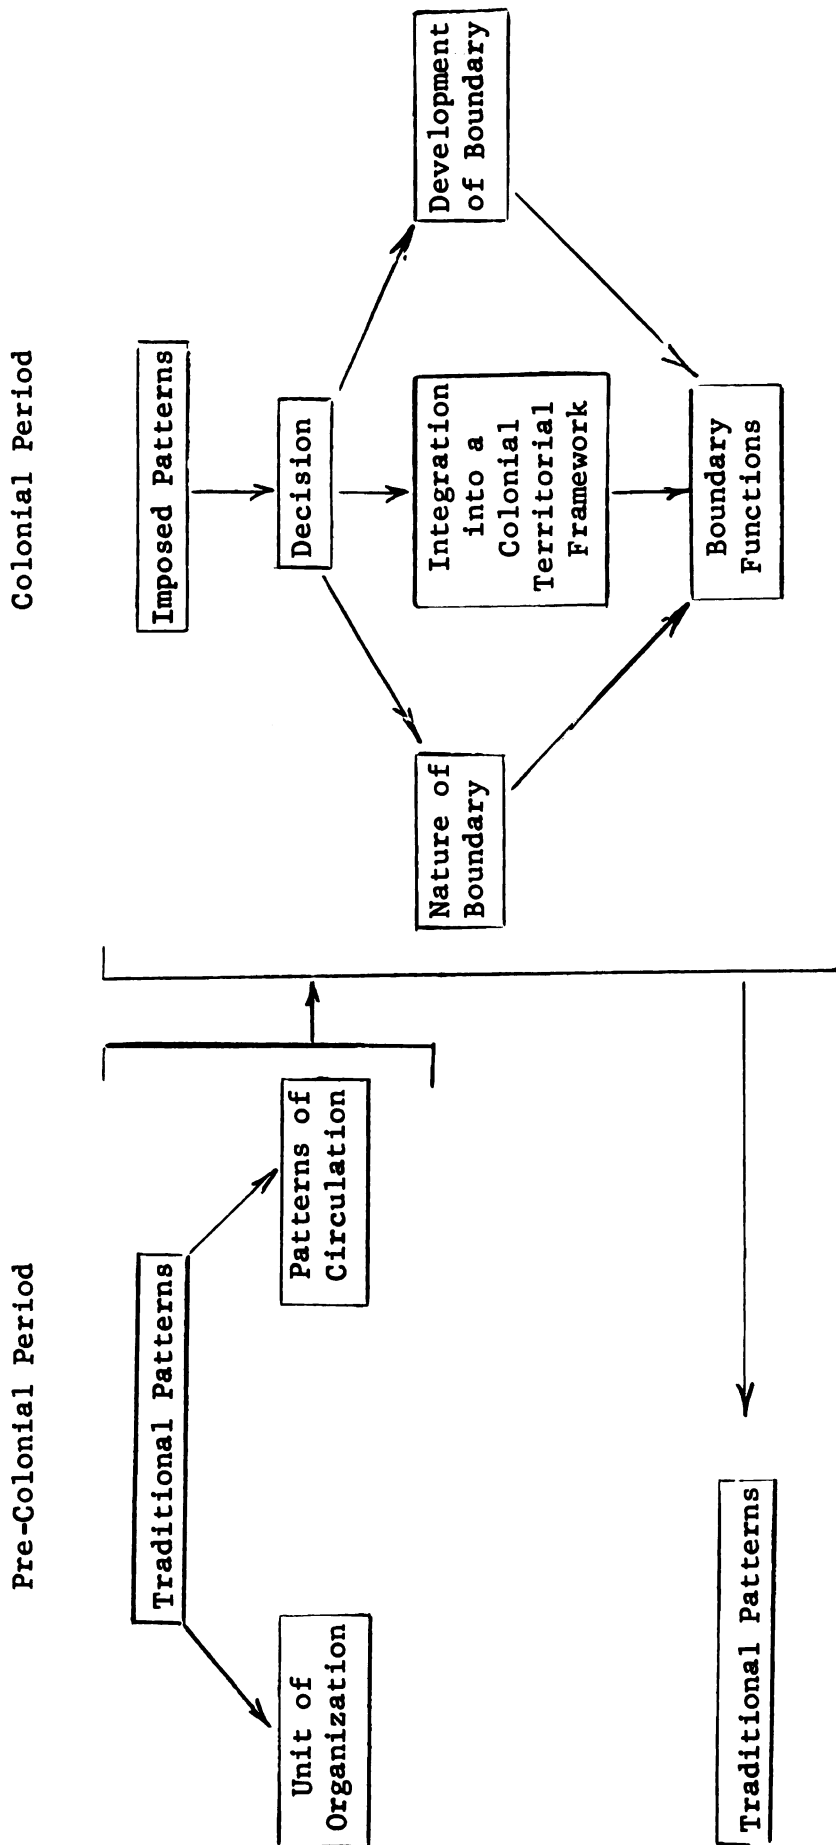 Pre-Colonial Period
Colonial Period
Traditional Patterns
Unit of
Organization
Patterns of
Circulation
Traditional Patterns
Imposed Patterns
Decision
Nature of
Boundary
Integration
into a
Colonial
Territorial
Framework
Development
of Boundary
Boundary
Functions